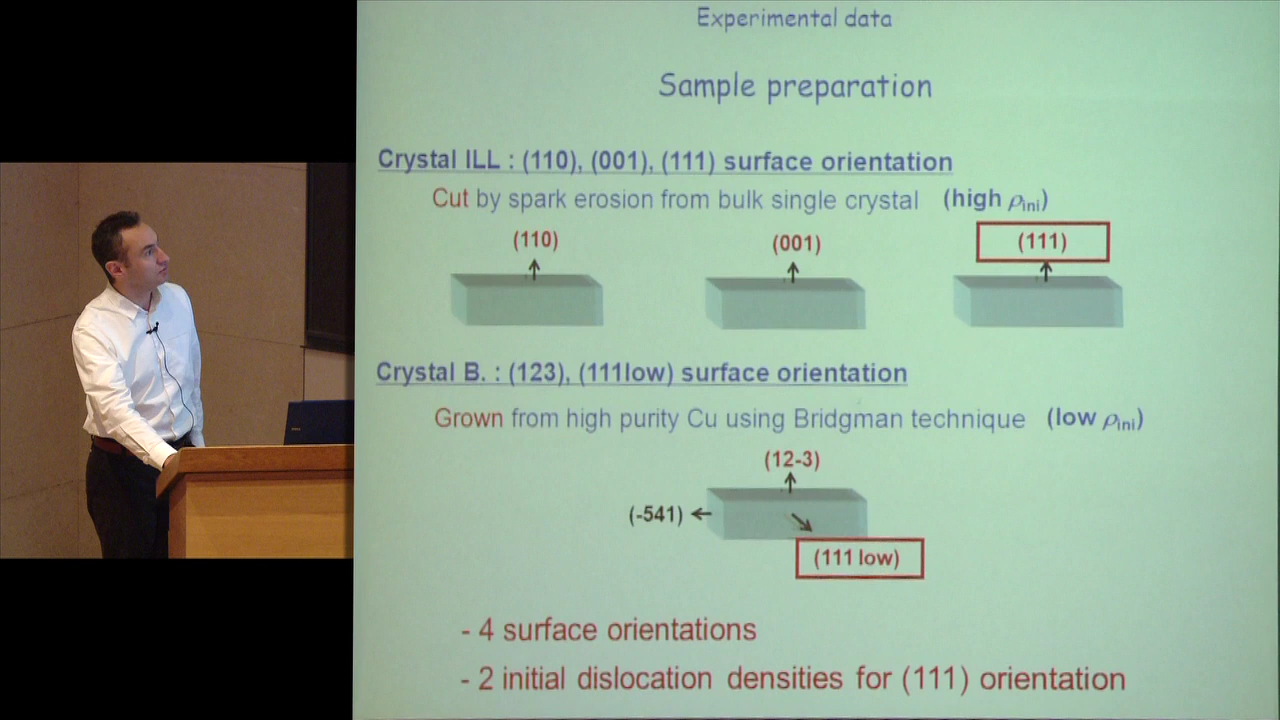 Experimental data
Sample preparation
Crystal ILL : (110), (001), (111) surface orientation
Cut by spark erosion from bulk single crystal (high ρini)
(110) (001) (111)
Crystal B. : (123), (111low) surface orientation
Grown from high purity Cu using Bridgman technique (low ρini)
(12-3)
(-541)
(111 low)
- 4 surface orientations
- 2 initial dislocation densities for (111) orientation